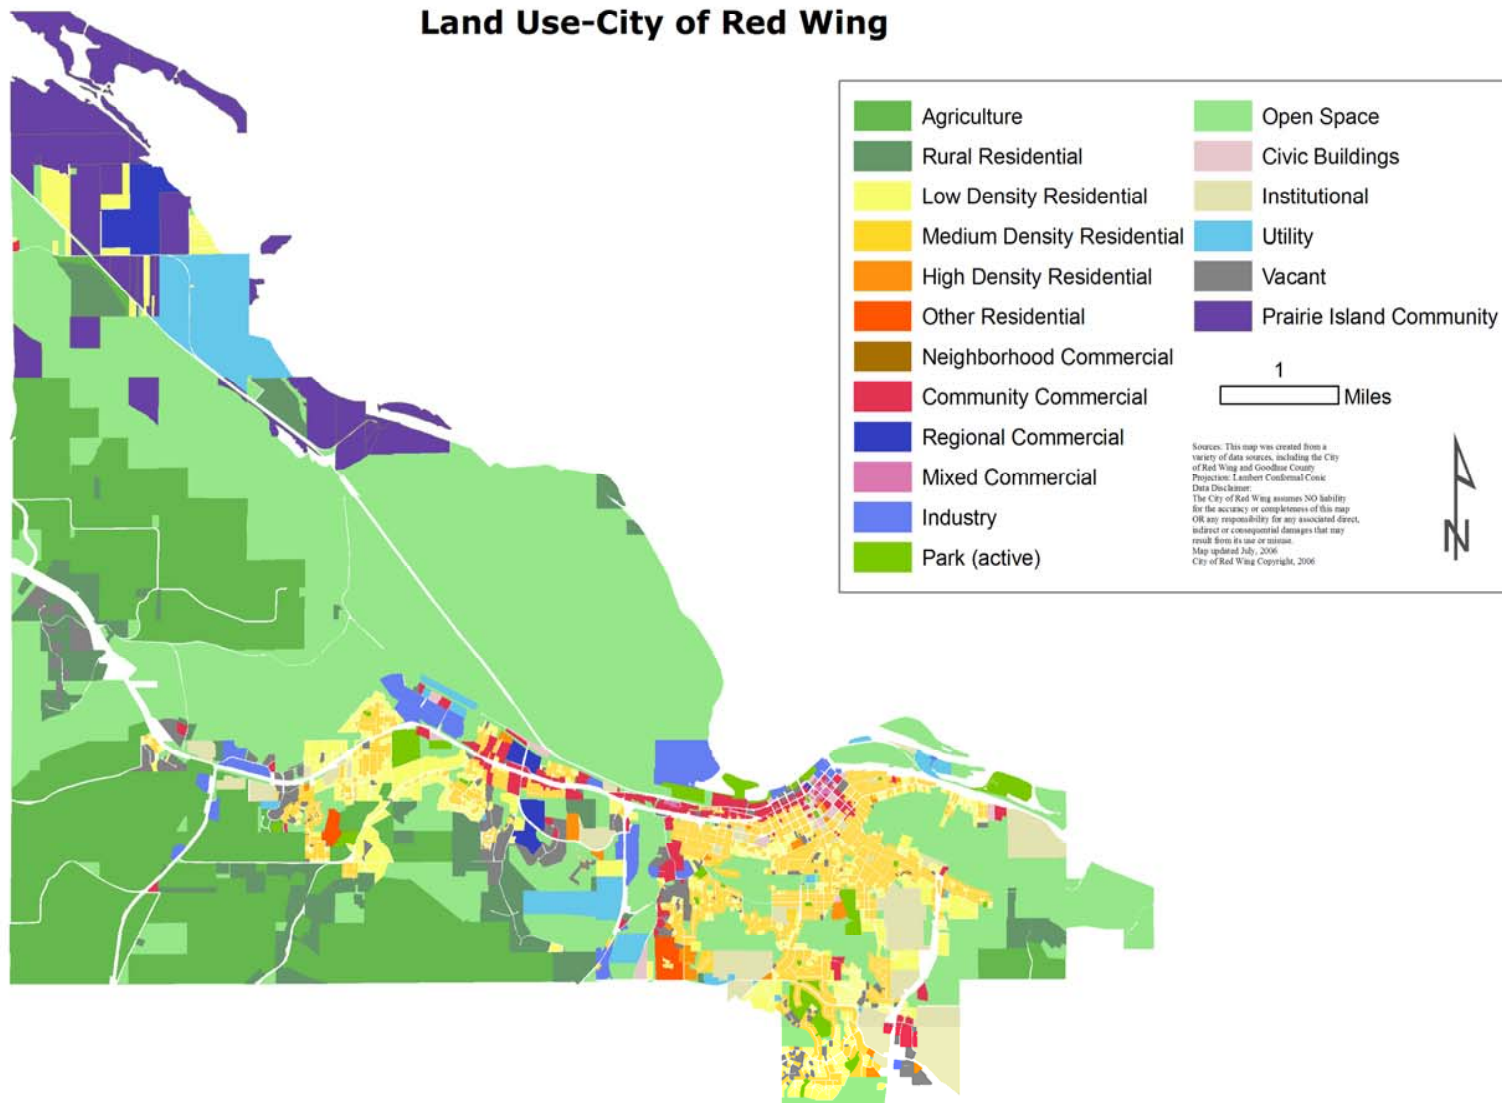 Land Use-City of Red Wing
Agriculture
Rural Residential
Low Density Residential
Medium Density Residential
High Density Residential
Other Residential
Neighborhood Commercial
Community Commercial
Regional Commercial
Mixed Commercial
Industry
Park (active)
Open Space
Civic Buildings
Institutional
Utility
Vacant
Prairie Island Community
1
Miles
Sources: This map was created from a
variety of data sources, including the City
of Red Wing and Goodhue County
Projection: Lambert Conformal Conic
Data Disclaimer:
The City of Red Wing assumes NO liability
for the accuracy or completeness of this map
OR any responsibility for any associated direct,
indirect or consequential damages that may
result from its use or misuse.
Map updated July, 2006
City of Red Wing Copyright, 2006
N